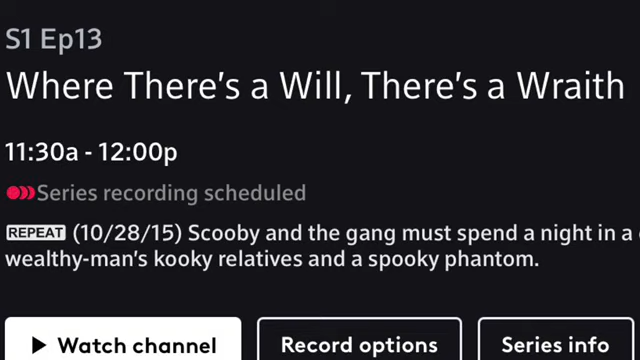 S1 Ep13
Where There's a Will, There's a Wraith
11:30a - 12:00p
Series recording scheduled
REPEAT (10/28/15) Scooby and the gang must spend a night in a
wealthy-man's kooky relatives and a spooky phantom.
Watch channel
Record options
Series info